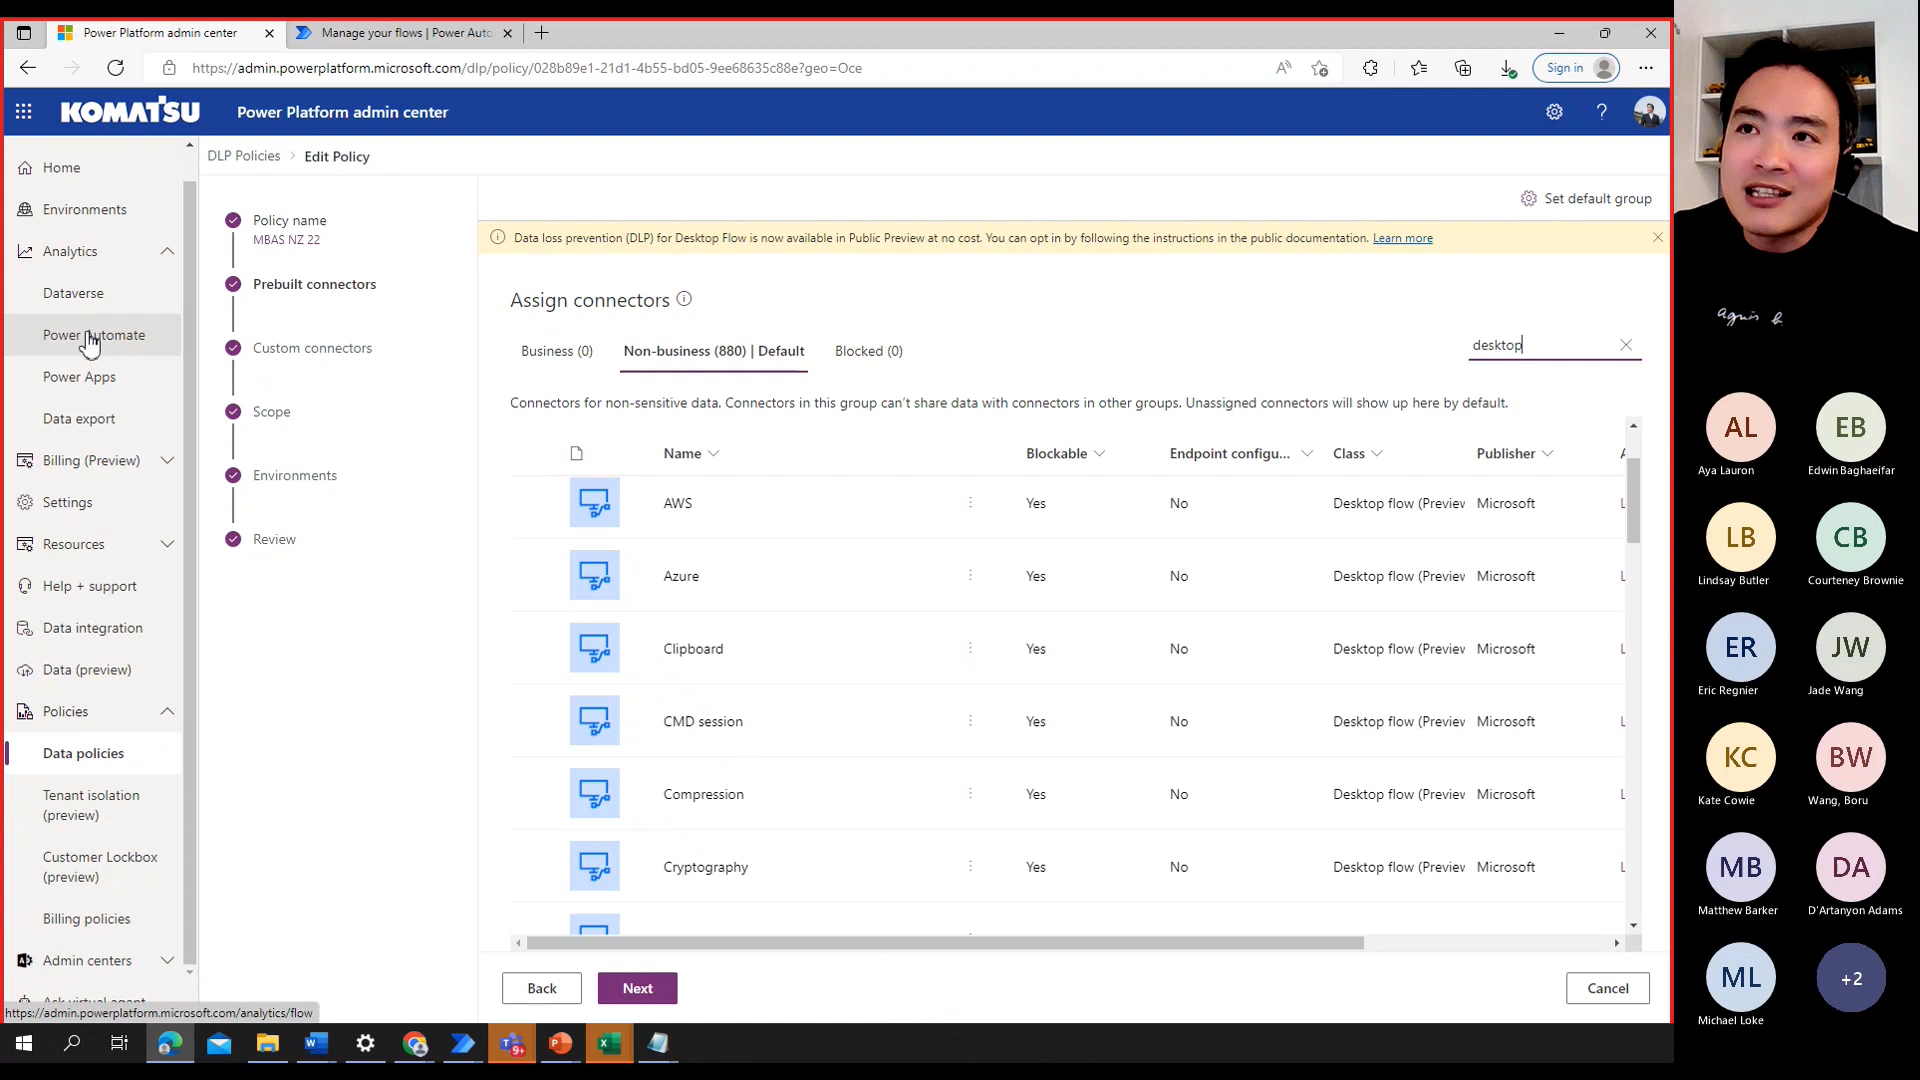 Power Platform admin center
Manage your flows | Power Auto
https://admin.powerplatform.microsoft.com/dlp/policy/028b89e1-21d1-4b55-bd05-9ee68635c88e?geo=Oce
Sign in
KOMATSU
Power Platform admin center
Home
Environments
Analytics
Dataverse
Power Automate
Power Apps
Data export
Billing (Preview)
Settings
Resources
Help + support
Data integration
Data (preview)
Policies
Data policies
Tenant isolation
(preview)
Customer Lockbox
(preview)
Billing policies
Admin centers
Ask virtual agent
https://admin.powerplatform.microsoft.com/analytics/flow
DLP Policies > Edit Policy
Policy name
MBAS NZ 22
Prebuilt connectors
Custom connectors
Scope
Environments
Review
Set default group
Data loss prevention (DLP) for Desktop Flow is now available in Public Preview at no cost. You can opt in by following the instructions in the public documentation. Learn more
Assign connectors
Business (0) Non-business (880) | Default Blocked (0)
desktop
Connectors for non-sensitive data. Connectors in this group can't share data with connectors in other groups. Unassigned connectors will show up here by default.
Name Blockable Endpoint configu... Class Publisher
AWS Yes No Desktop flow (Preview Microsoft
Azure Yes No Desktop flow (Preview Microsoft
Clipboard Yes No Desktop flow (Preview Microsoft
CMD session Yes No Desktop flow (Preview Microsoft
Compression Yes No Desktop flow (Preview Microsoft
Cryptography Yes No Desktop flow (Preview Microsoft
Back
Next
Cancel
9+
agnès b.
AL
Aya Lauron
EB
Edwin Baghaeifar
LB
Lindsay Butler
CB
Courteney Brownie
ER
Eric Regnier
JW
Jade Wang
KC
Kate Cowie
BW
Wang, Boru
MB
Matthew Barker
DA
D'Artanyon Adams
ML
Michael Loke
+2